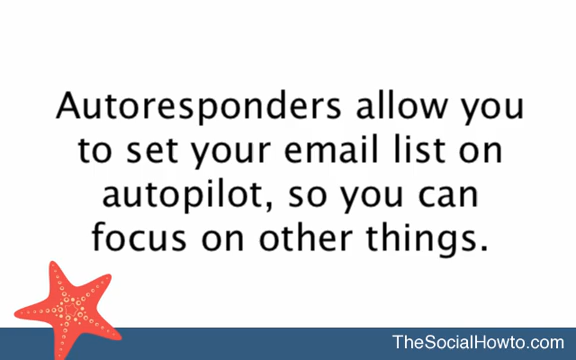 Autoresponders allow you
to set your email list on
autopilot, so you can
focus on other things.
TheSocialHowto.com